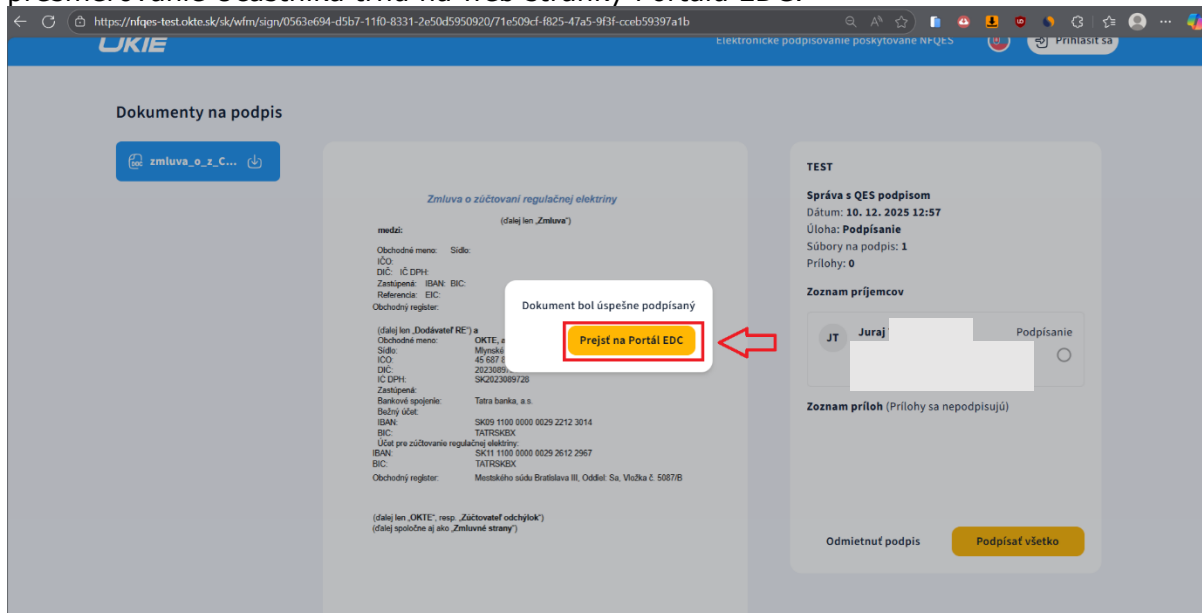 presmerovanie Účastníka trhu na web stránky Portálu EDC.
https://nfqes-test.okte.sk/sk/wfm/sign/0563e694-d5b7-11f0-8331-2e50d5950920/71e509cf-f825-47a5-9f3f-cceb59397a1b
Elektronické podpisovanie poskytované NFQES
Prihlásiť sa
Dokumenty na podpis
zmluva_o_z_C...
Zmluva o zúčtovaní regulačnej elektriny
(ďalej len „Zmluva“)
medzi:
Obchodné meno: Sídlo:
IČO:
DIČ: IČ DPH:
Zastúpená: IBAN: BIC:
Referencia: EIC:
Obchodný register:
(ďalej len „Dodávateľ RE“) a
Obchodné meno: OKTE, a
Sídlo: Mlynské
IČO: 45 687 8
DIČ: 20230897
IČ DPH: SK2023089728
Zastúpená:
Bankové spojenie: Tatra banka, a.s.
Bežný účet:
IBAN: SK09 1100 0000 0029 2212 3014
BIC: TATRSKBX
Účet pre zúčtovanie regulačnej elektriny:
IBAN: SK11 1100 0000 0029 2612 2967
BIC: TATRSKBX
Obchodný register: Mestského súdu Bratislava III, Oddiel: Sa, Vložka č. 5087/B
(ďalej len „OKTE“, resp. „Zúčtovateľ odchýlok“)
(ďalej spoločne aj ako „Zmluvné strany“)
Dokument bol úspešne podpísaný
Prejsť na Portál EDC
TEST
Správa s QES podpisom
Dátum: 10. 12. 2025 12:57
Úloha: Podpísanie
Súbory na podpis: 1
Prílohy: 0
Zoznam príjemcov
JT Juraj Podpísanie
Zoznam príloh (Prílohy sa nepodpisujú)
Odmietnuť podpis
Podpísať všetko